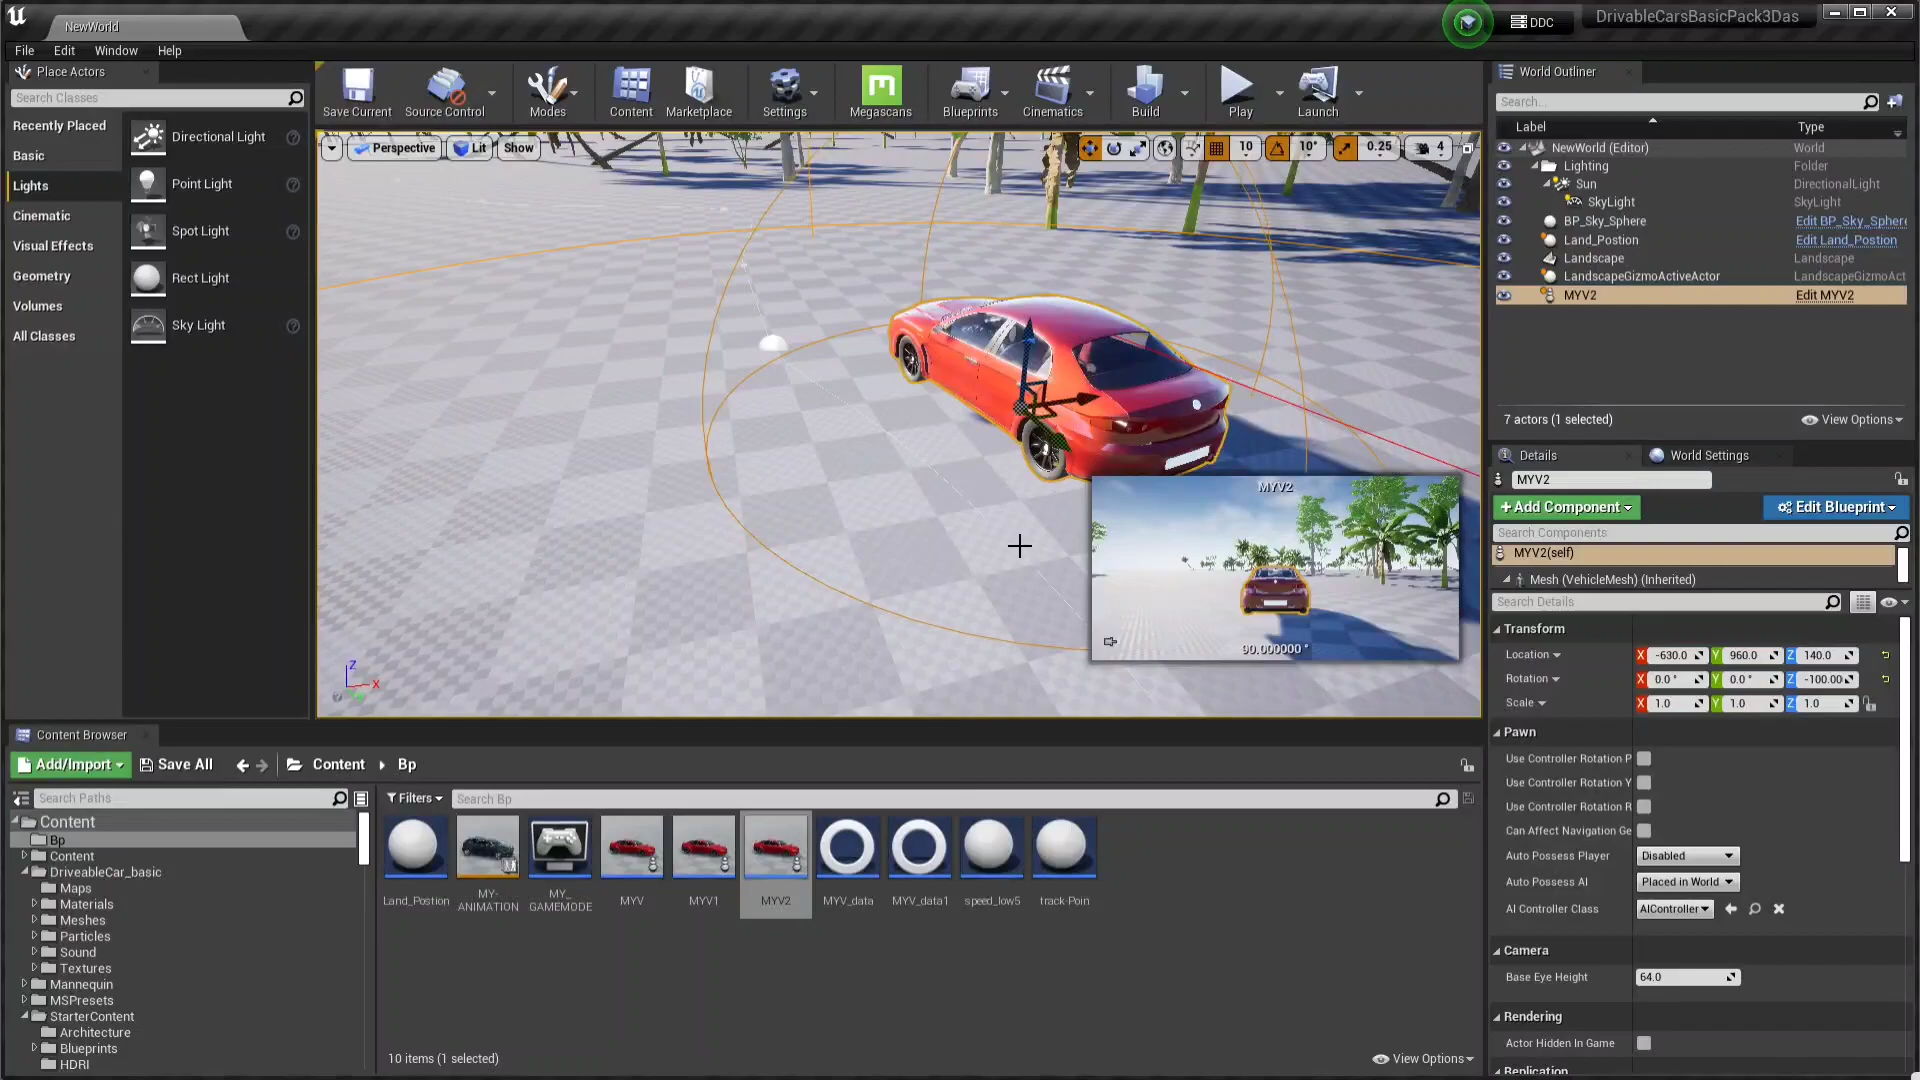 NewWorld
DDC
DrivableCarsBasicPack3Das
File Edit Window Help
Place Actors
Search Classes
Recently Placed
Basic
Lights
Cinematic
Visual Effects
Geometry
Volumes
All Classes
Directional Light
Point Light
Spot Light
Rect Light
Sky Light
Save Current
Source Control
Modes
Content
Marketplace
Settings
Megascans
Blueprints
Cinematics
Build
Play
Launch
Perspective
Lit
Show
10
10°
0.25
4
MYV2
90.000000 °
Z
X
World Outliner
Search...
Label Type
NewWorld (Editor) World
Lighting Folder
Sun DirectionalLight
SkyLight SkyLight
BP_Sky_Sphere Edit BP_Sky_Sphere
Land_Postion Edit Land_Postion
Landscape Landscape
LandscapeGizmoActiveActor LandscapeGizmoAct
MYV2 Edit MYV2
7 actors (1 selected)
View Options
Details
World Settings
MYV2
+Add Component
Edit Blueprint
Search Components
MYV2(self)
Mesh (VehicleMesh) (Inherited)
Search Details
Transform
Location X -630.0 Y 960.0 Z 140.0
Rotation X 0.0 ° Y 0.0 ° Z -100.00
Scale X 1.0 Y 1.0 Z 1.0
Pawn
Use Controller Rotation P
Use Controller Rotation Y
Use Controller Rotation R
Can Affect Navigation Ge
Auto Possess Player Disabled
Auto Possess AI Placed in World
AI Controller Class AIController
Camera
Base Eye Height 64.0
Rendering
Actor Hidden In Game
Replication
Content Browser
Add/Import
Save All
Content
Bp
Search Paths
Filters
Search Bp
Content
Bp
Content
DriveableCar_basic
Maps
Materials
Meshes
Particles
Sound
Textures
Mannequin
MSPresets
StarterContent
Architecture
Blueprints
HDRI
Land_Postion
MY-
ANIMATION
MY_
GAMEMODE
MYV
MYV1
MYV2
MYV_data
MYV_data1
speed_low5
track-Poin
10 items (1 selected)
View Options